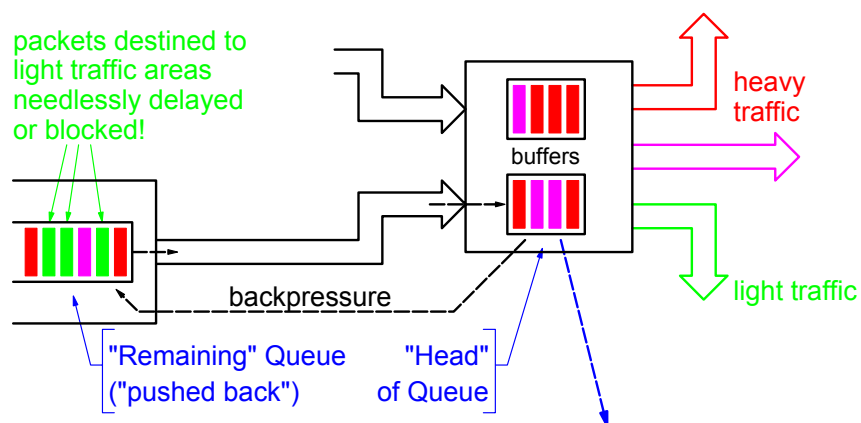 packets destined to
light traffic areas
needlessly delayed
or blocked!
heavy
traffic
buffers
backpressure
light traffic
"Remaining" Queue
("pushed back")
"Head"
of Queue